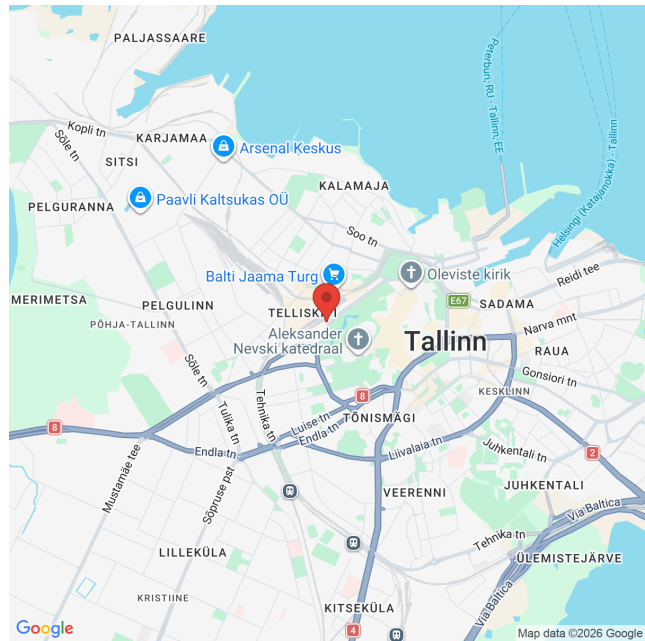 PALJASSAARE
Kopli tn
KARJAMAA
Sõle tn
SITSI
Arsenal Keskus
KALAMAJA
Peterburi, RU - Tallinn, EE
Helsingi (Katajanokka) - Tallinn
Paavli Kaltsukas OÜ
PELGURANNA
Soo tn
Balti Jaama Turg
Oleviste kirik
Reidi tee
MERIMETSA
PELGULINN
E67
SADAMA
PÕHJA-TALLINN
Narva mnt
Aleksander
Nevski katedraal
Tallinn
RAUA
Sõle tn
Gonsiori tn
KESKLINN
8
Tulika tn
Tehnika tn
Luise tn
TÕNISMÄGI
8
Endla tn
Endla tn
Liivalaia tn
Juhkentali tn
2
Mustamäe tee
Sõpruse pst
VEERENNI
JUHKENTALI
Via Baltica
Tehnika tn
LILLEKÜLA
ÜLEMISTEJÄRVE
KRISTIINE
KITSEKÜLA
Via Baltica
4
Google
Map data ©2026 Google